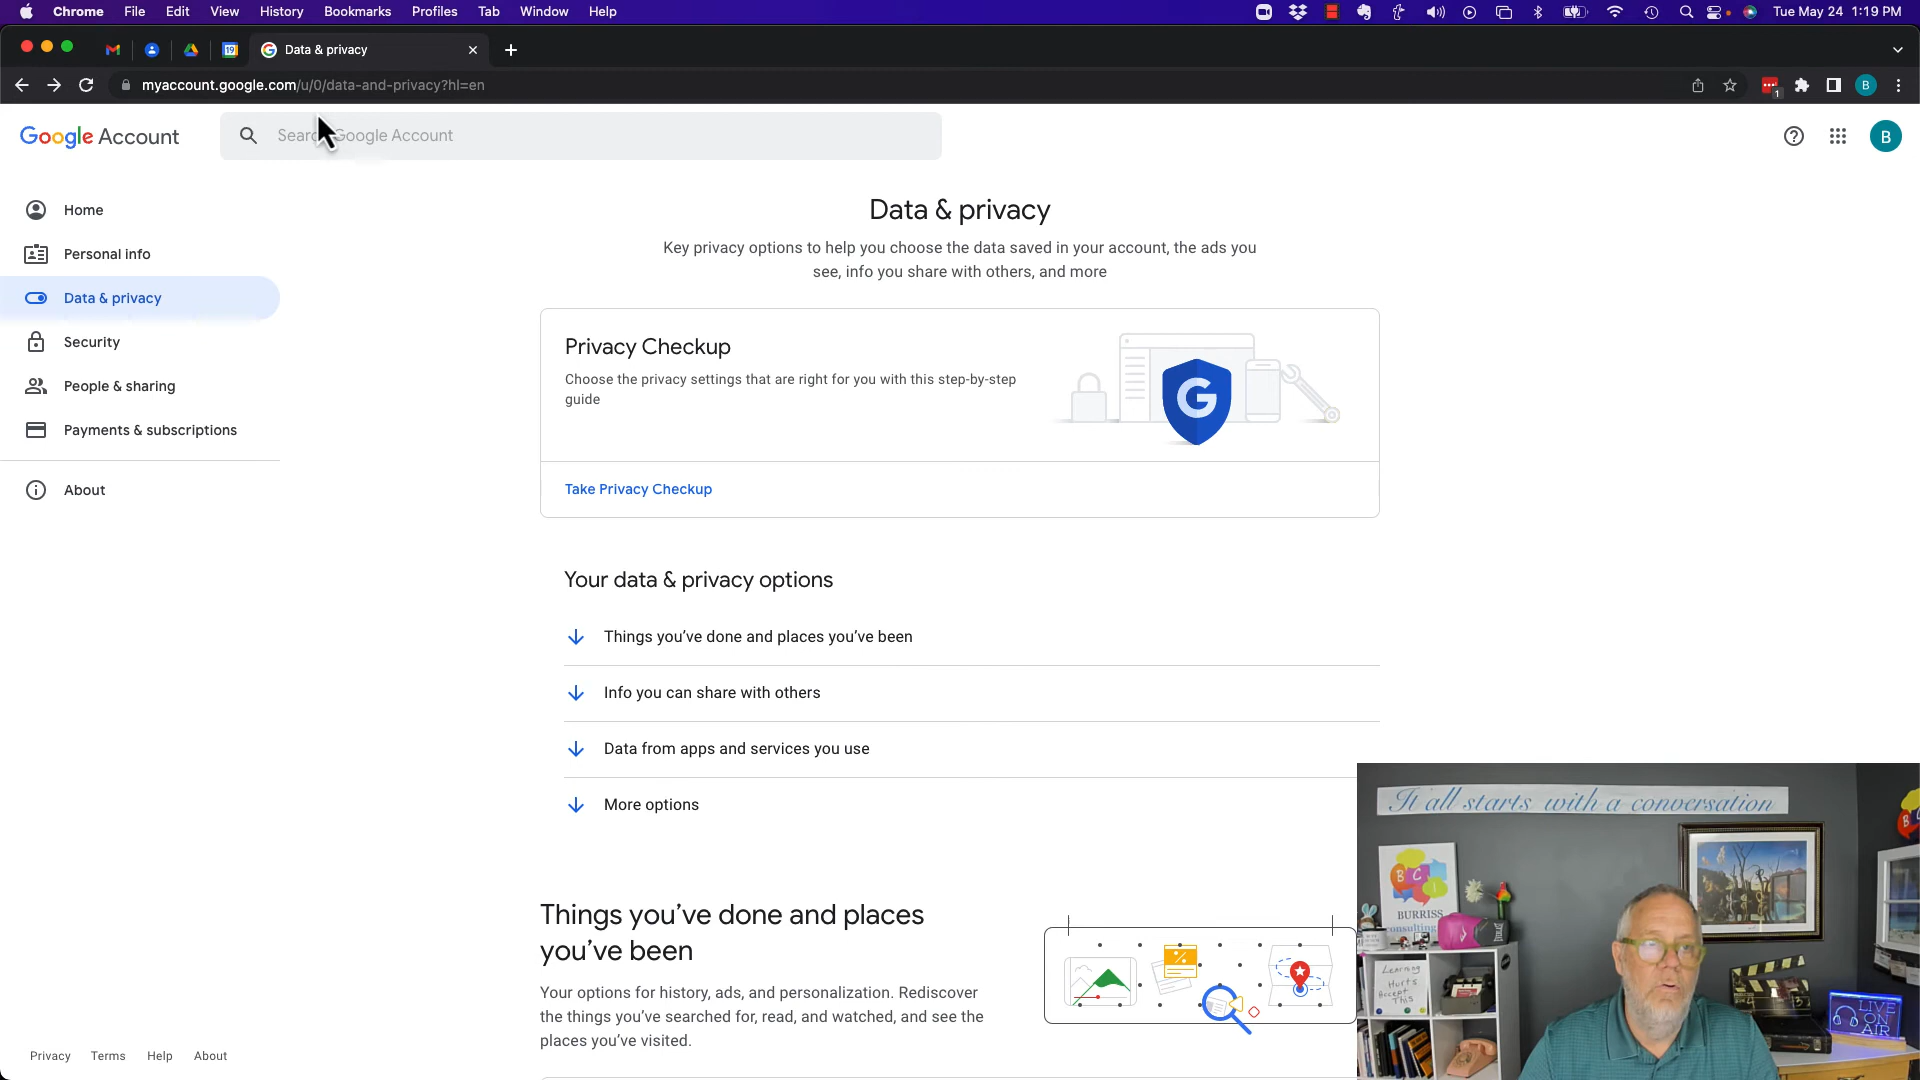 Chrome File Edit View History Bookmarks Profiles Tab Window Help
Tue May 24 1:19 PM
19
Data & privacy
myaccount.google.com/u/0/data-and-privacy?hl=en
1
B
Google Account
Search Google Account
B
Home
Personal info
Data & privacy
Security
People & sharing
Payments & subscriptions
About
Data & privacy
Key privacy options to help you choose the data saved in your account, the ads you
see, info you share with others, and more
Privacy Checkup
Choose the privacy settings that are right for you with this step-by-step
guide
G
Take Privacy Checkup
Your data & privacy options
Things you’ve done and places you’ve been
Info you can share with others
Data from apps and services you use
More options
Things you’ve done and places
you’ve been
Your options for history, ads, and personalization. Rediscover
the things you’ve searched for, read, and watched, and see the
places you’ve visited.
%
Privacy Terms Help About
It all starts with a conversation
B C I
BURRISS
consulting
Learning
Hurts
Accept
This
EVERLAST
LIVE
ON
AIR